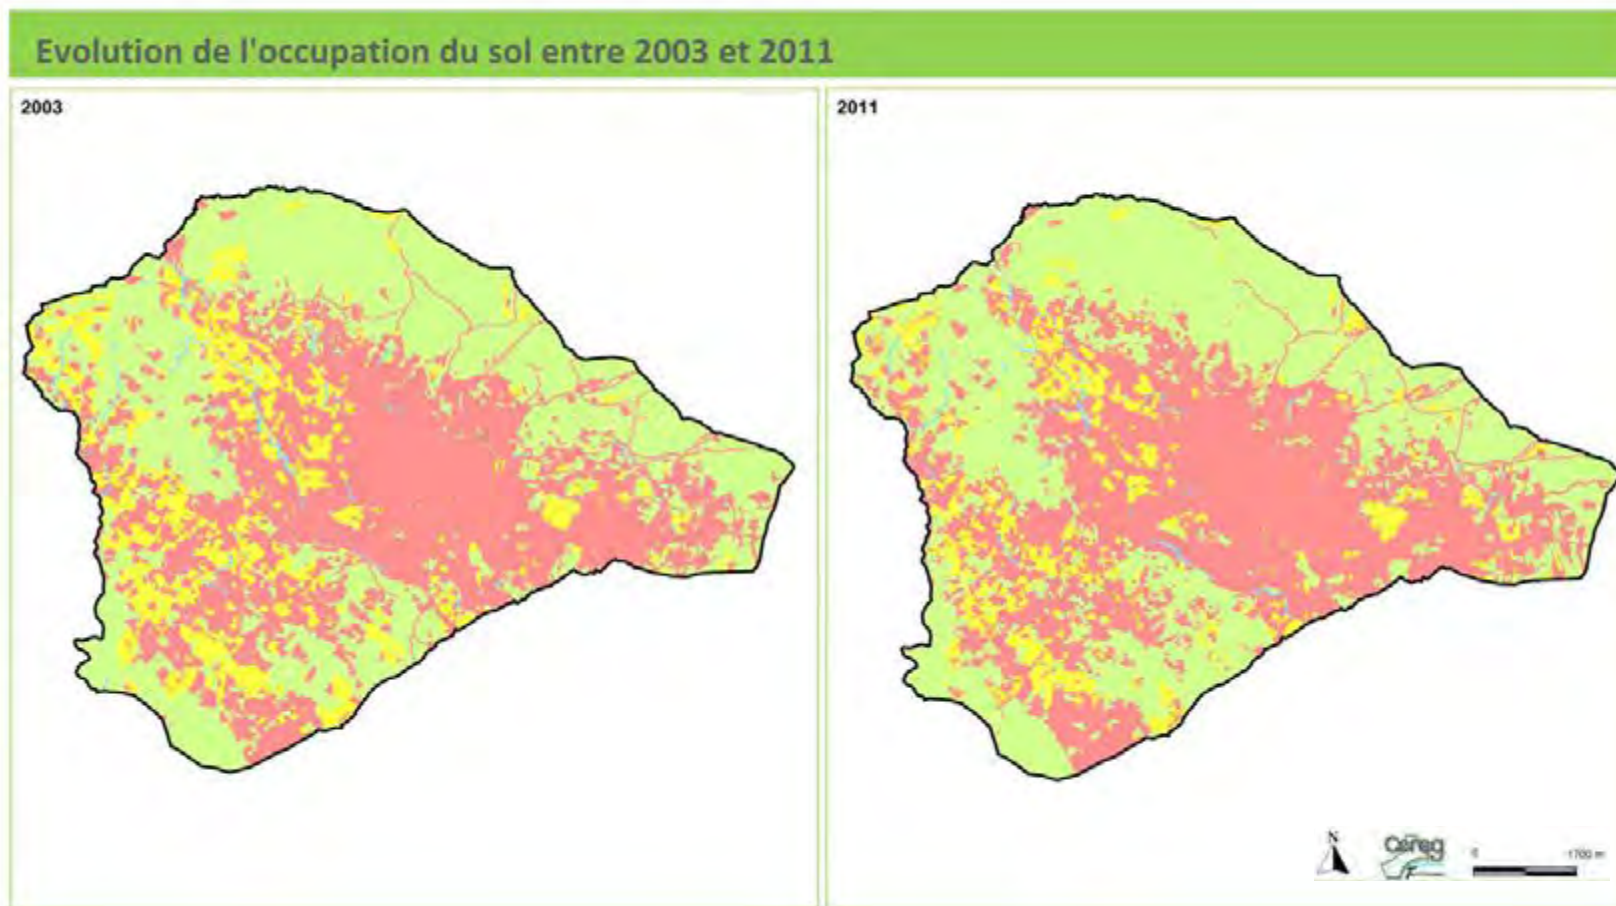 Evolution de l'occupation du sol entre 2003 et 2011
2003
2011
N
Cereg
0 1700 m